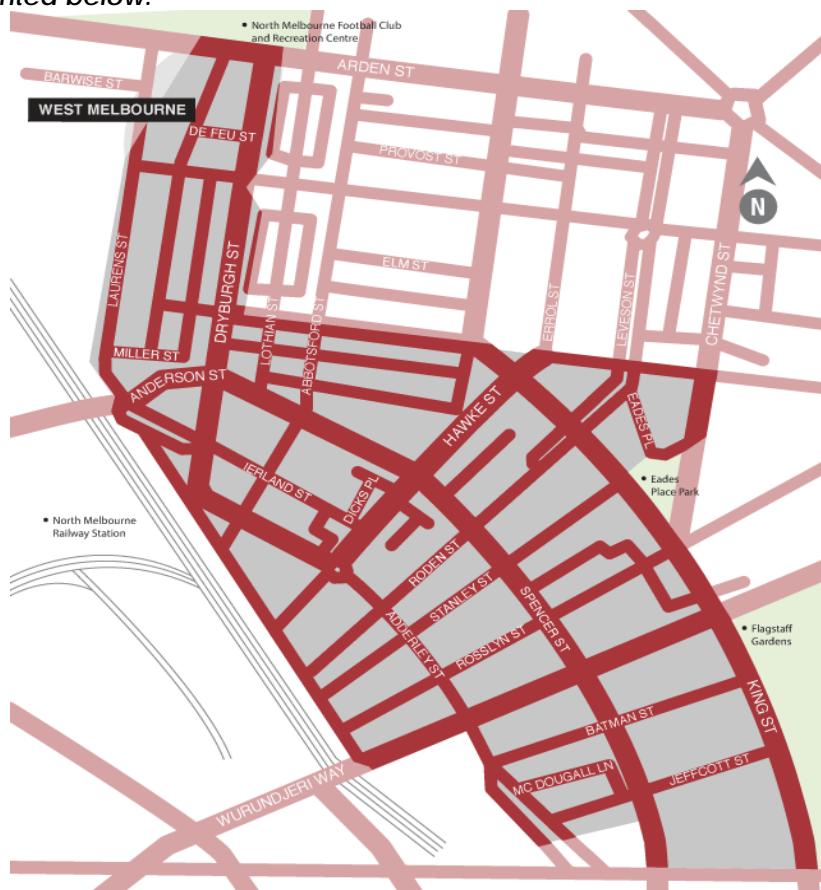 below.
• North Melbourne Football Club
and Recreation Centre
ARDEN ST
BARWISE ST
WEST MELBOURNE
DE FEU ST
PROVOST ST
N
LAURENS ST
DRYBURGH ST
ELM ST
LOTHIAN ST
ABBOTSFORD ST
ERROL ST
LEVESON ST
CHETWYND ST
MILLER ST
ANDERSON ST
HAWKE ST
EADES PL
• Eades
Place Park
IERLAND ST
DICKS PL
• North Melbourne
Railway Station
RODEN ST
STANLEY ST
SPENCER ST
ADDERLEY ST
ROSSLYN ST
• Flagstaff
Gardens
KING ST
BATMAN ST
MC DOUGALL LN
JEFFCOTT ST
WURUNDJERI WAY